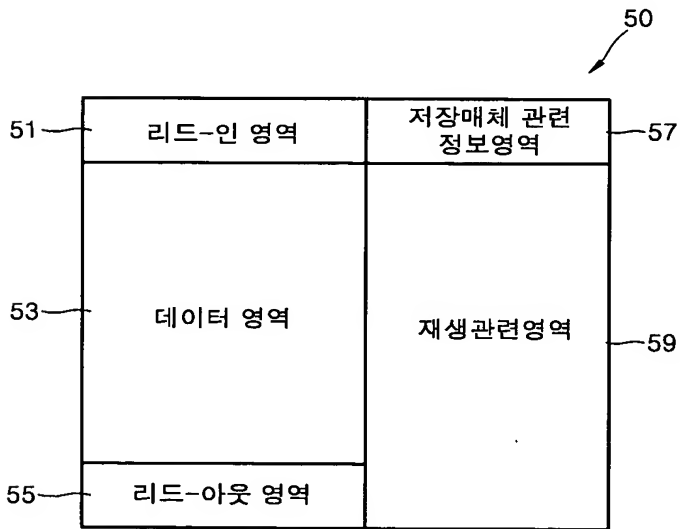 50
51
리드-인 영역
저장매체 관련
정보영역
57
53
데이터 영역
재생관련영역
59
55
리드-아웃 영역